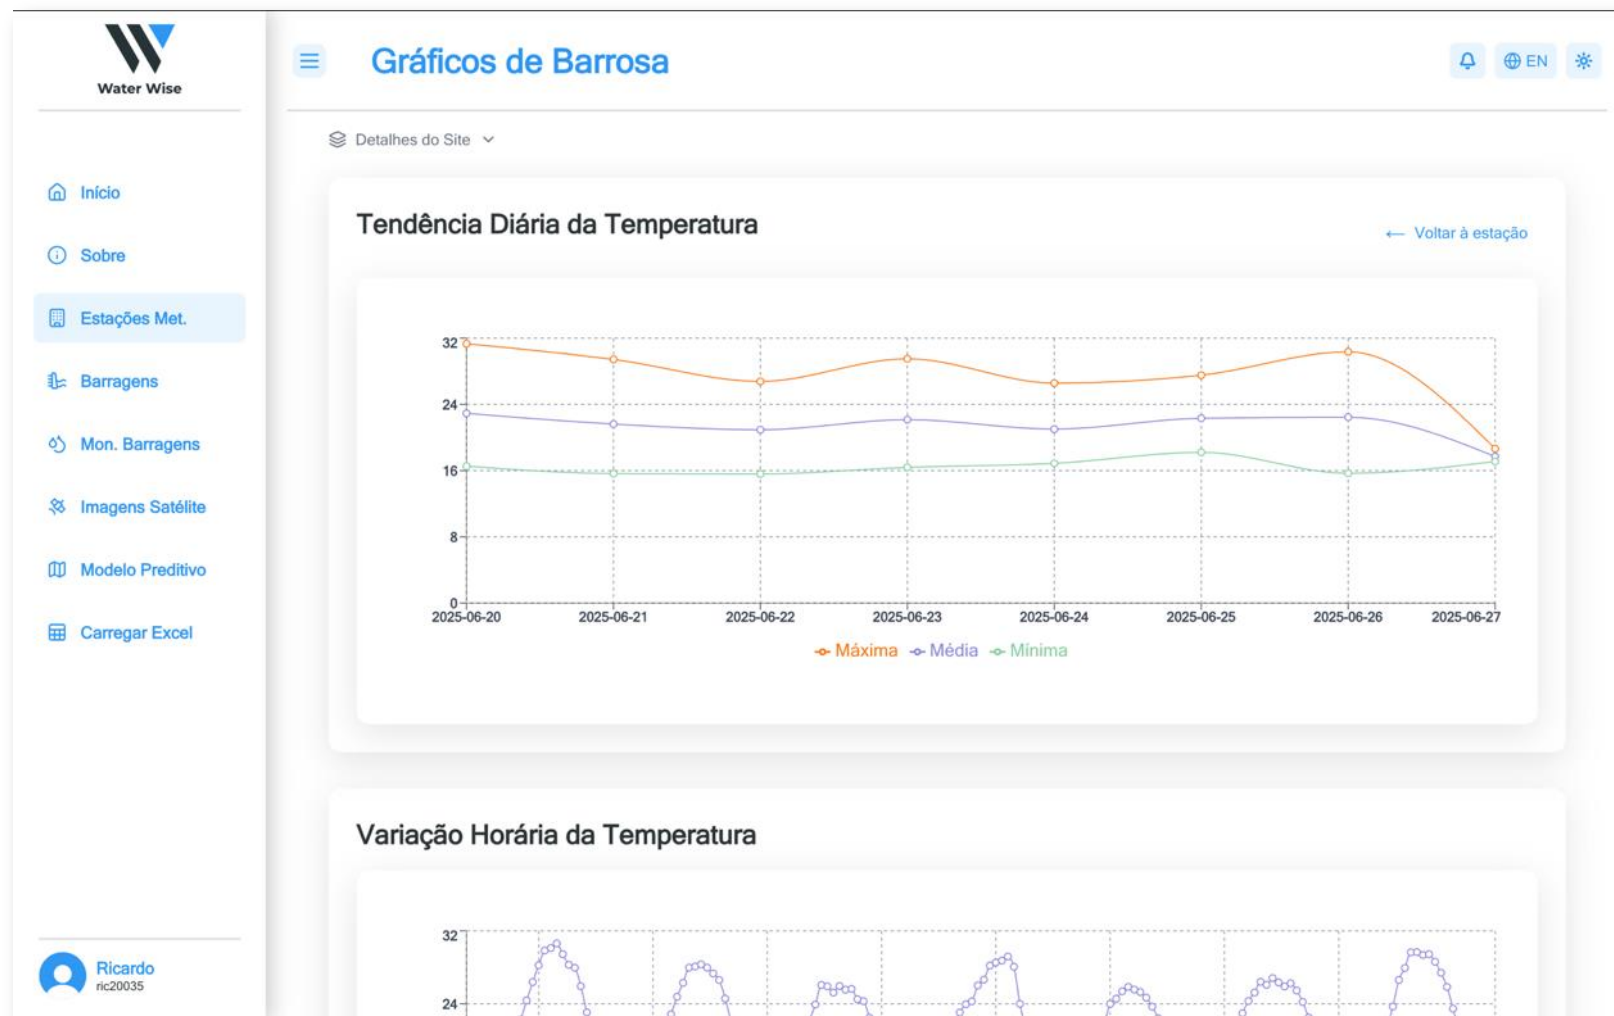 Water Wise
Gráficos de Barrosa
EN
Detalhes do Site
Início
Sobre
Estações Met.
Barragens
Mon. Barragens
Imagens Satélite
Modelo Preditivo
Carregar Excel
Ricardo
ric20035
Tendência Diária da Temperatura
← Voltar à estação
32
24
16
8
0
2025-06-20 2025-06-21 2025-06-22 2025-06-23 2025-06-24 2025-06-25 2025-06-26 2025-06-27
Máxima Média Mínima
Variação Horária da Temperatura
32
24